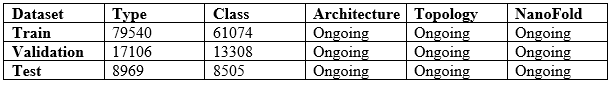 Dataset Type Class Architecture Topology NanoFold
Train 79540 61074 Ongoing Ongoing Ongoing
Validation 17106 13308 Ongoing Ongoing Ongoing
Test 8969 8505 Ongoing Ongoing Ongoing